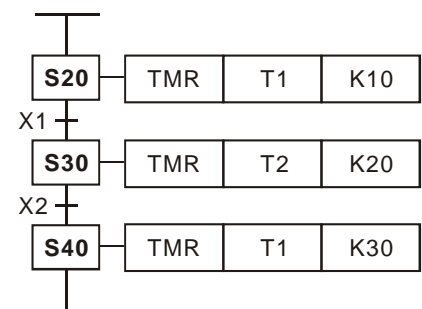 S20 TMR T1 K10
X1
S30 TMR T2 K20
X2
S40 TMR T1 K30